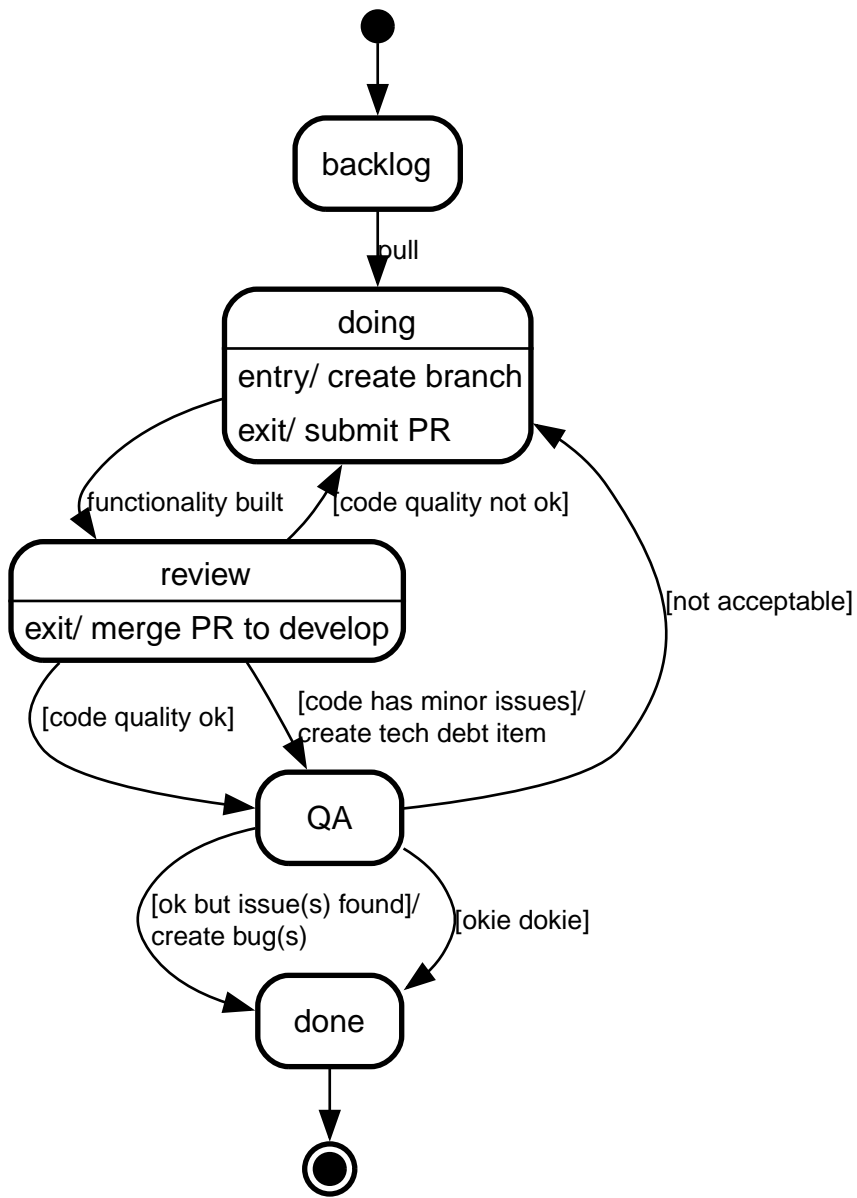 backlog
pull
doing
entry/ create branch
exit/ submit PR
functionality built
[code quality not ok]
review
exit/ merge PR to develop
[not acceptable]
[code quality ok]
[code has minor issues]/
create tech debt item
QA
[ok but issue(s) found]/
create bug(s)
[okie dokie]
done